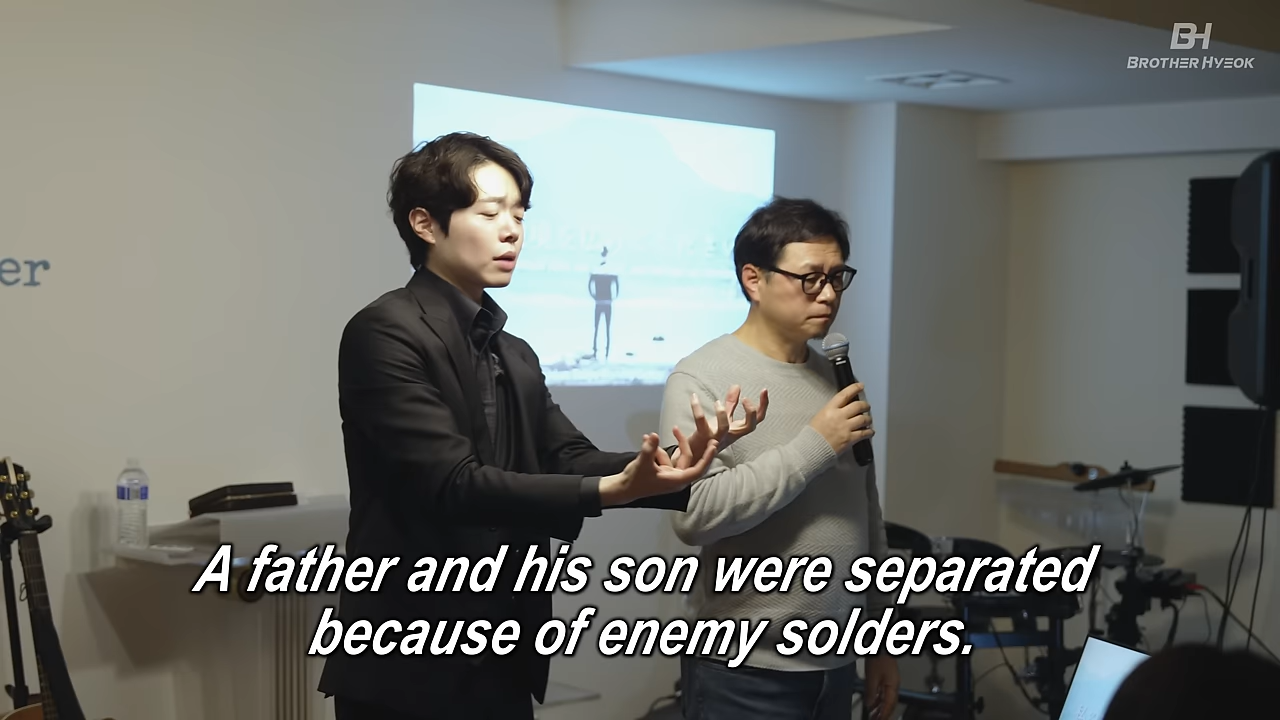 BH
BROTHER HYEOK
er
A father and his son were separated
because of enemy solders.